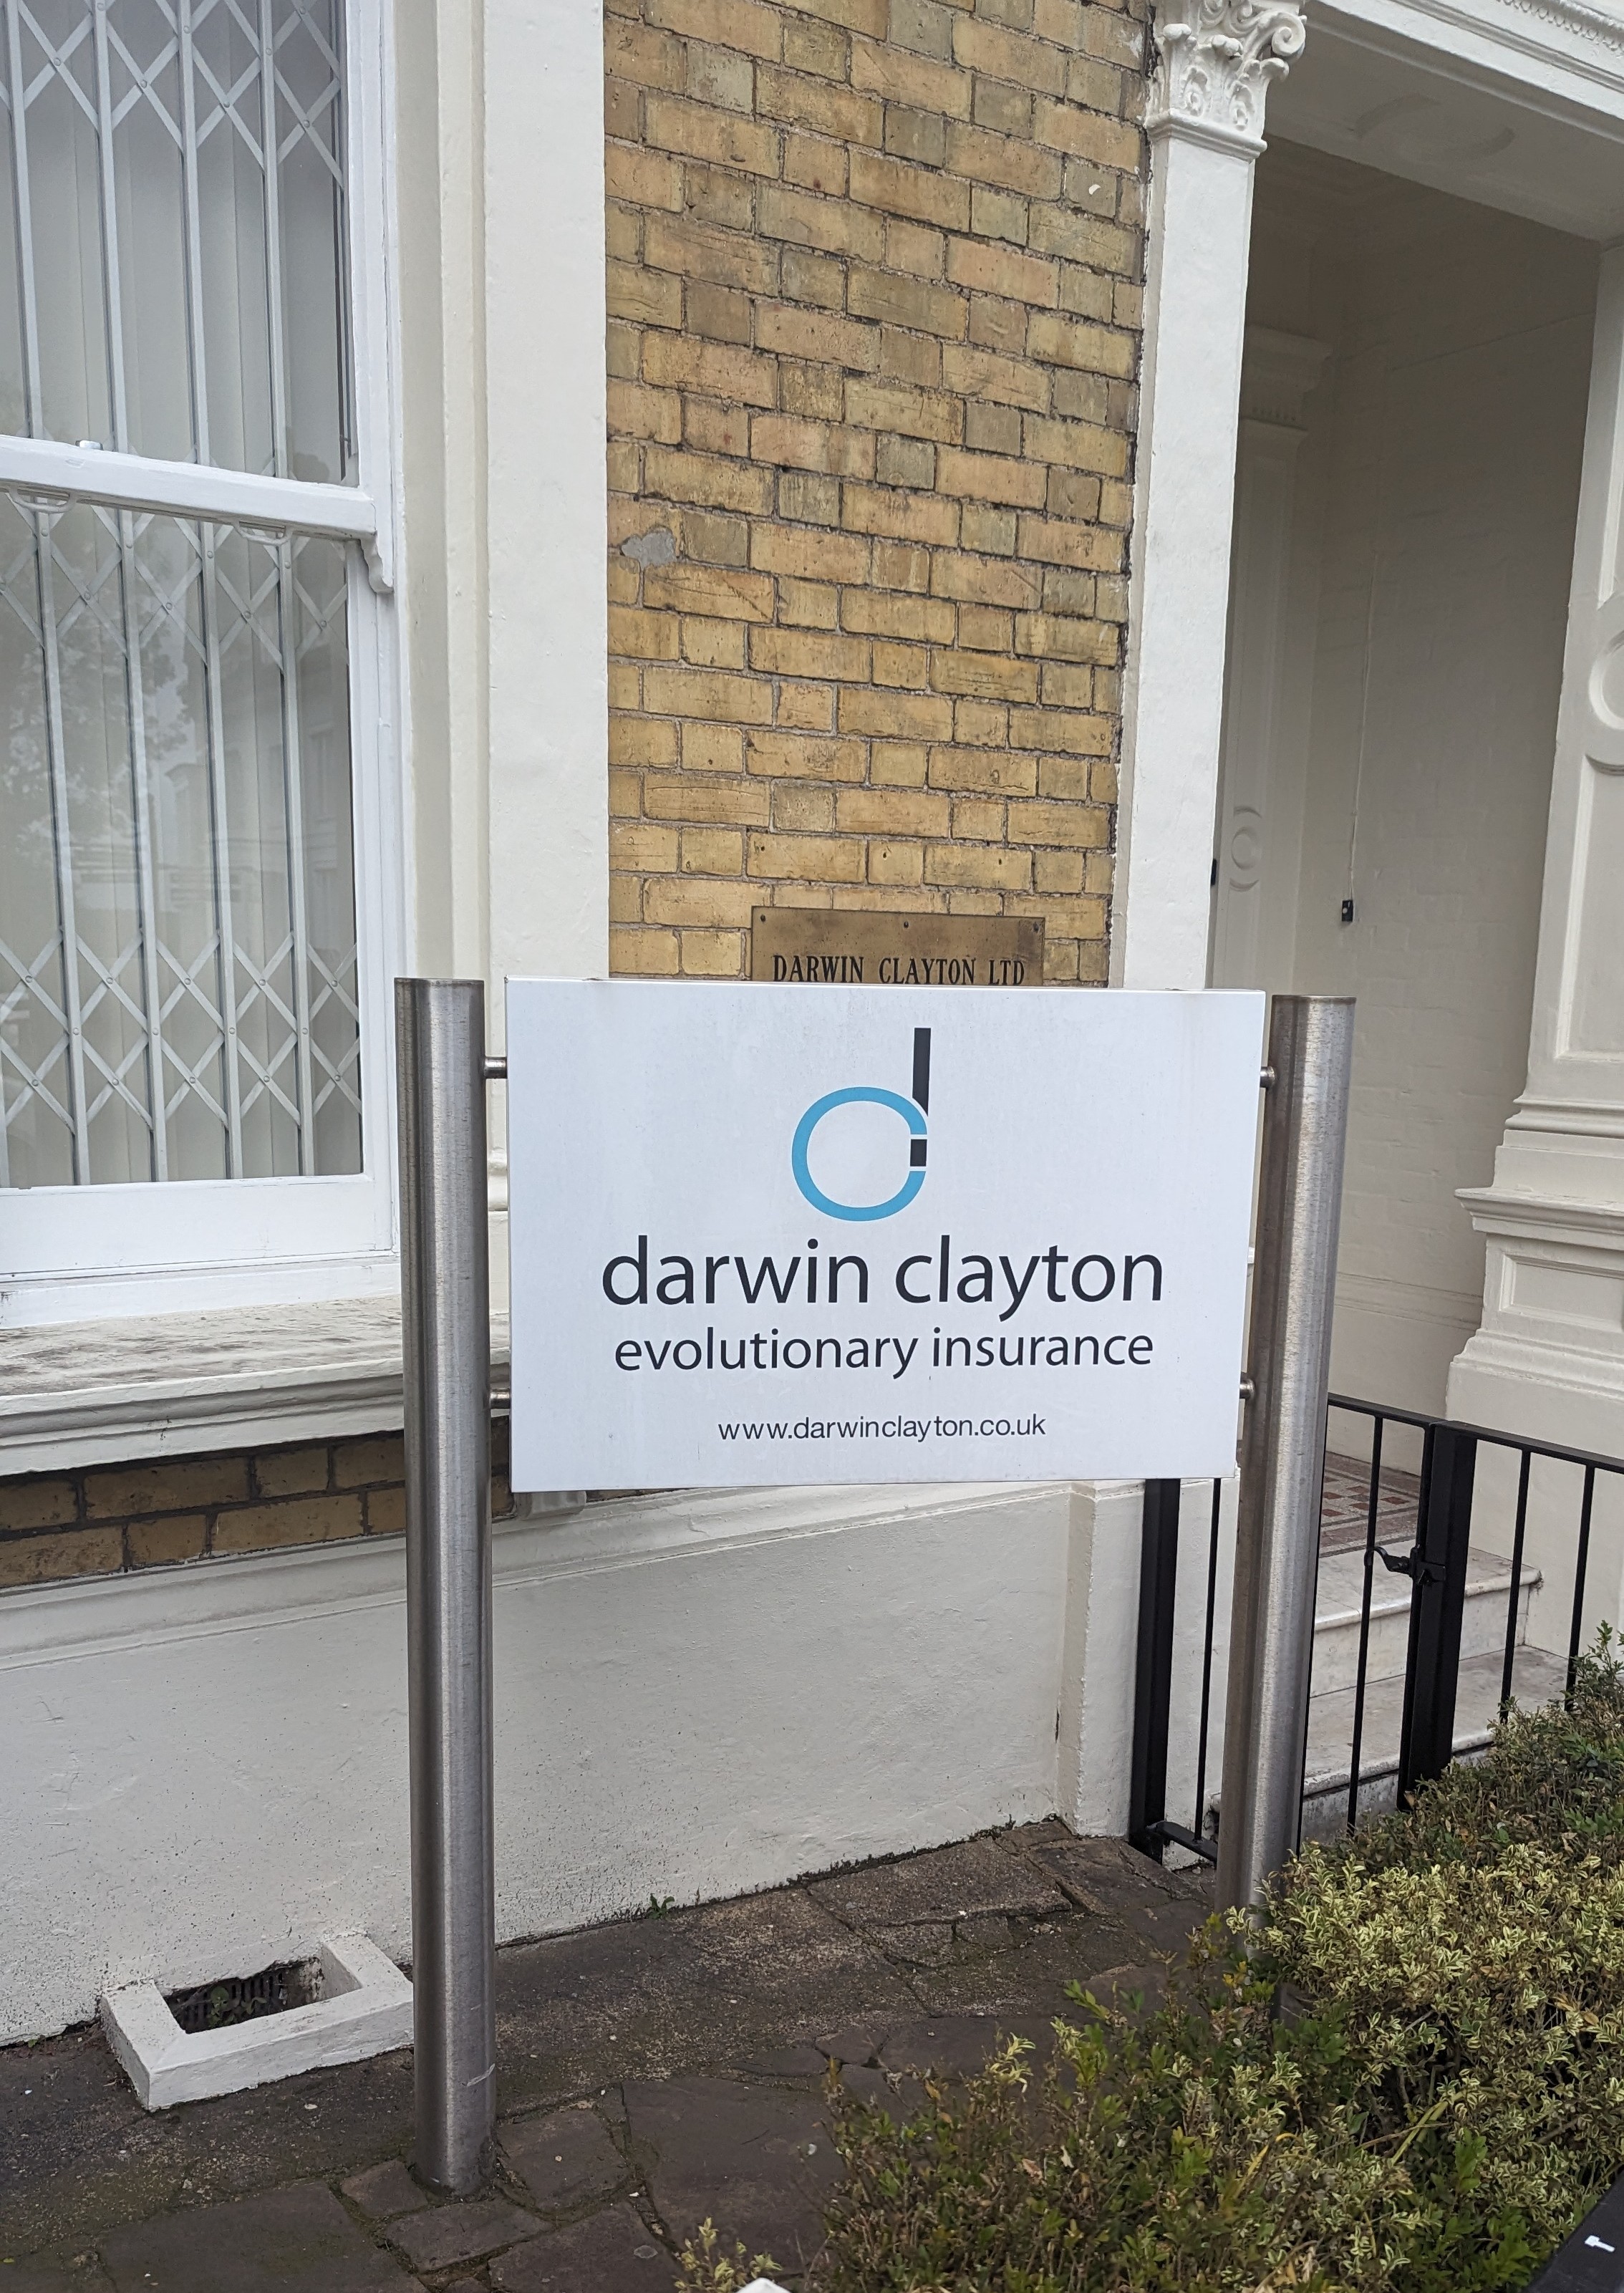 DARWIN CLAYTON LTD
darwin clayton
evolutionary insurance
www.darwinclayton.co.uk